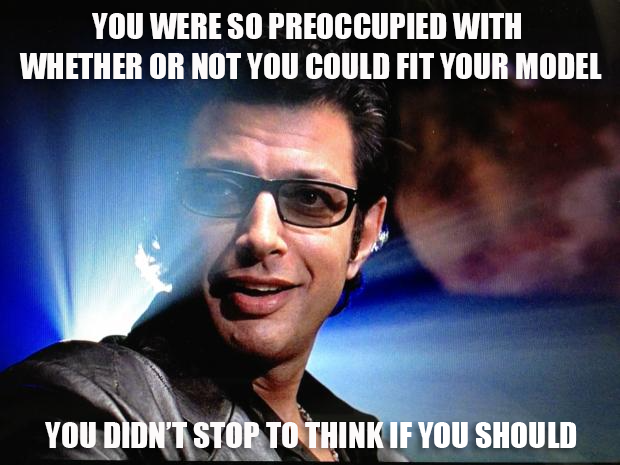 YOU WERE SO PREOCCUPIED WITH
WHETHER OR NOT YOU COULD FIT YOUR MODEL
YOU DIDN'T STOP TO THINK IF YOU SHOULD